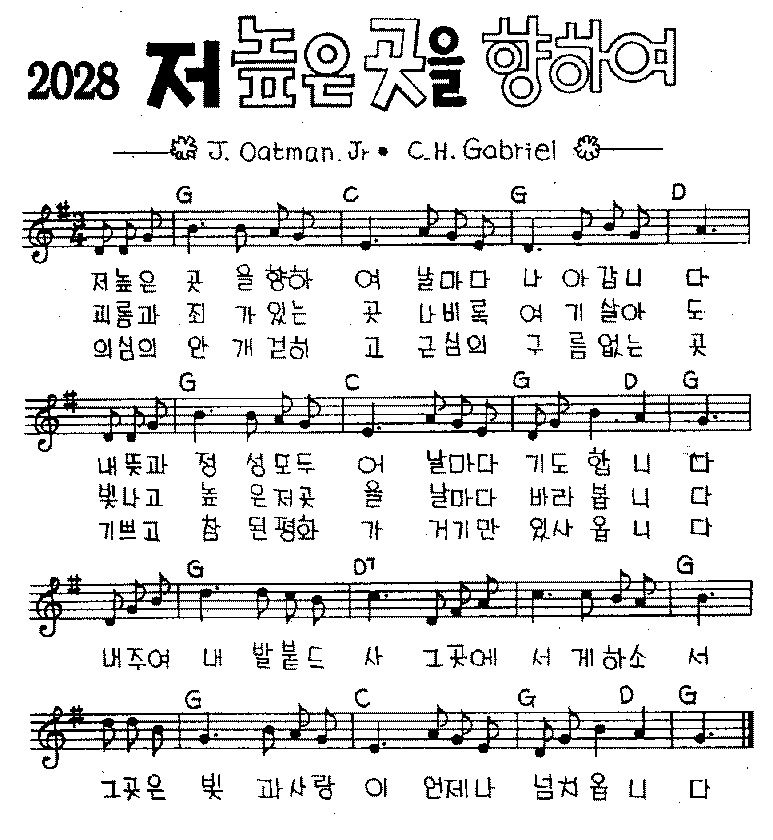 2028 저 높은 곳을 향하여
J. Oatman. Jr • C.H. Gabriel
G C G D
3/4
저높은 곳 을향하 여 날마다 나 아갑니 다
괴롬과 죄 가있는 곳 나비록 여 기살아 도
의심의 안 개걷히 고 근심의 구 름없는 곳
G C G D G
내뜻과 정 성모두 어 날마다 기도 합 니 다
빛나고 높 은저곳 을 날마다 바라 봅 니 다
기쁘고 참 된평화 가 거기만 있사 옵 니 다
G D7 G
내주여 내 발붙드 사 그곳에 서 게하소 서
G C G D G
그곳은 빛 과사랑 이 언제나 넘쳐 옵 니 다